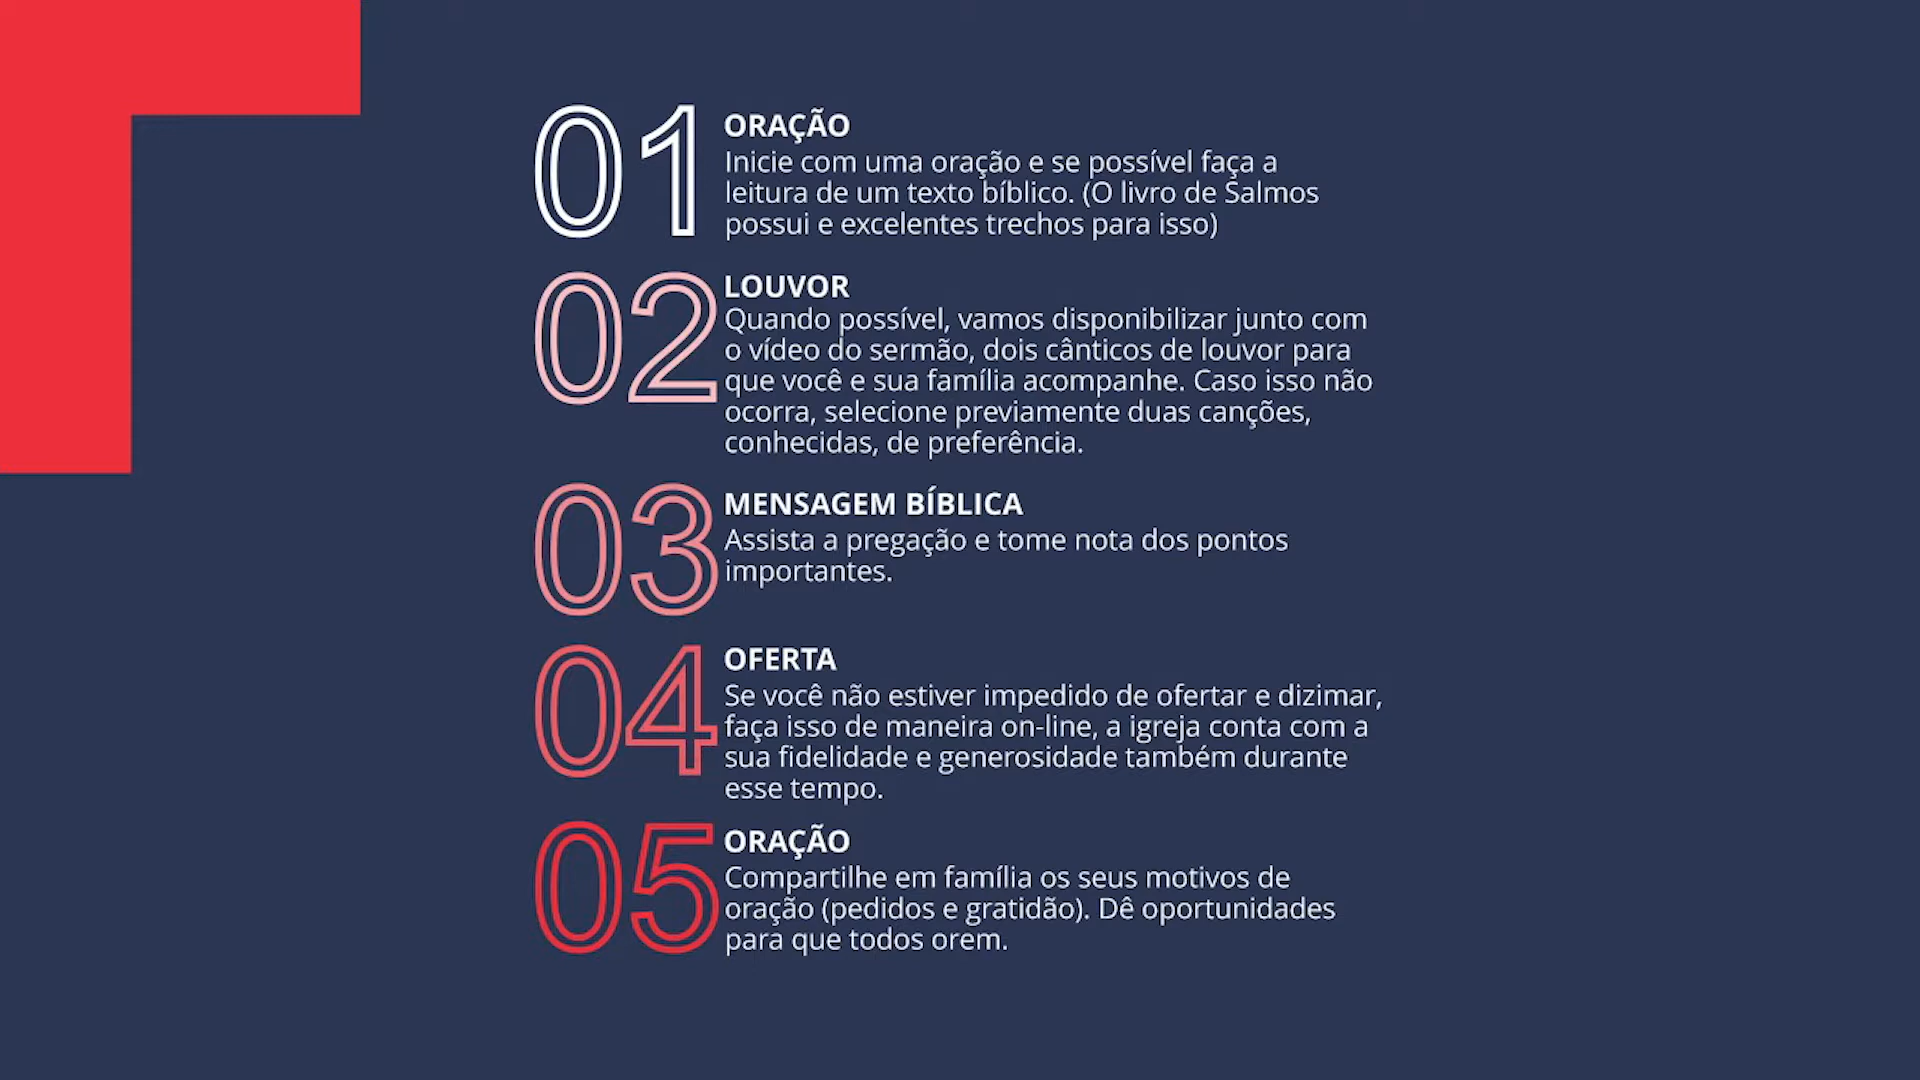 01
ORAÇÃO
Inicie com uma oração e se possível faça a
leitura de um texto bíblico. (O livro de Salmos
possui e excelentes trechos para isso)
02
LOUVOR
Quando possível, vamos disponibilizar junto com
o vídeo do sermão, dois cânticos de louvor para
que você e sua família acompanhe. Caso isso não
ocorra, selecione previamente duas canções,
conhecidas, de preferência.
03
MENSAGEM BÍBLICA
Assista a pregação e tome nota dos pontos
importantes.
04
OFERTA
Se você não estiver impedido de ofertar e dizimar,
faça isso de maneira on-line, a igreja conta com a
sua fidelidade e generosidade também durante
esse tempo.
05
ORAÇÃO
Compartilhe em família os seus motivos de
oração (pedidos e gratidão). Dê oportunidades
para que todos orem.